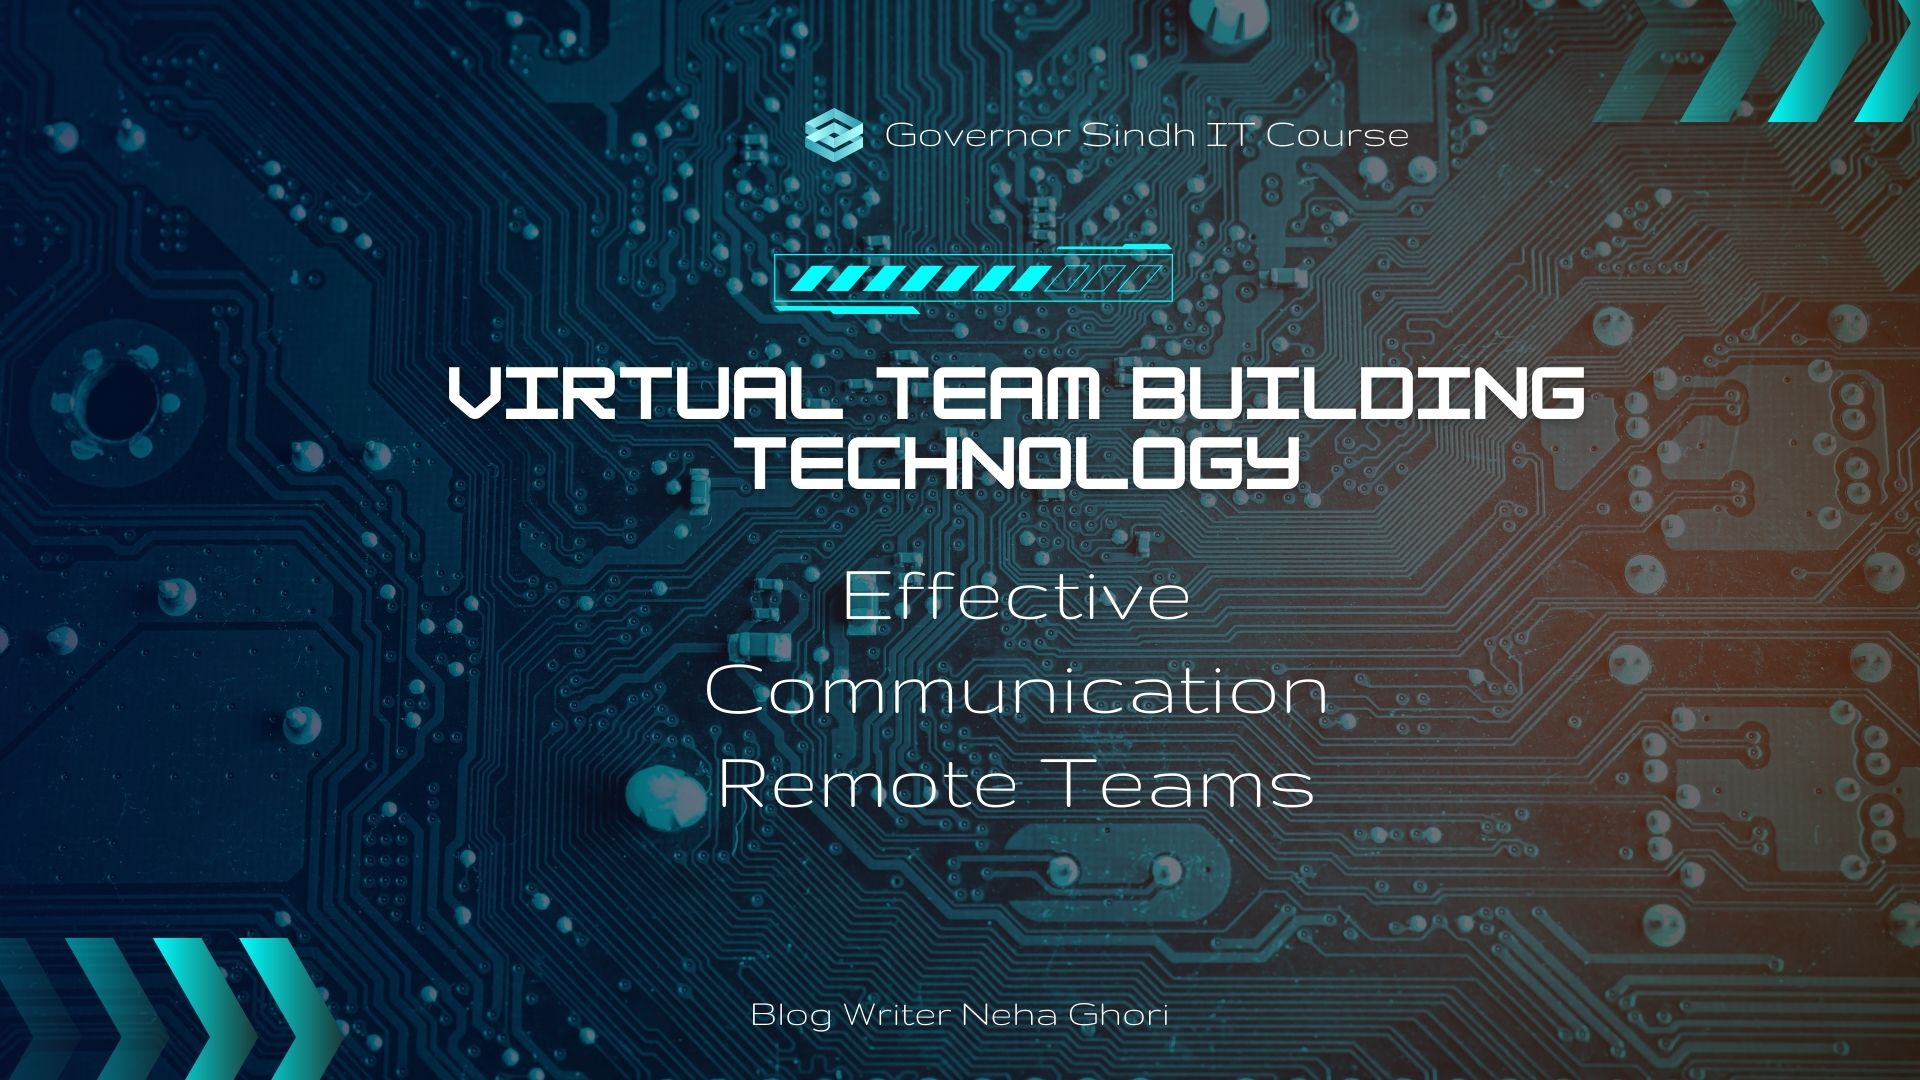 Governor Sindh IT Course
VIRTUAL TEAM BUILDING
TECHNOLOGY
Effective
Communication
Remote Teams
Blog Writer Neha Ghori